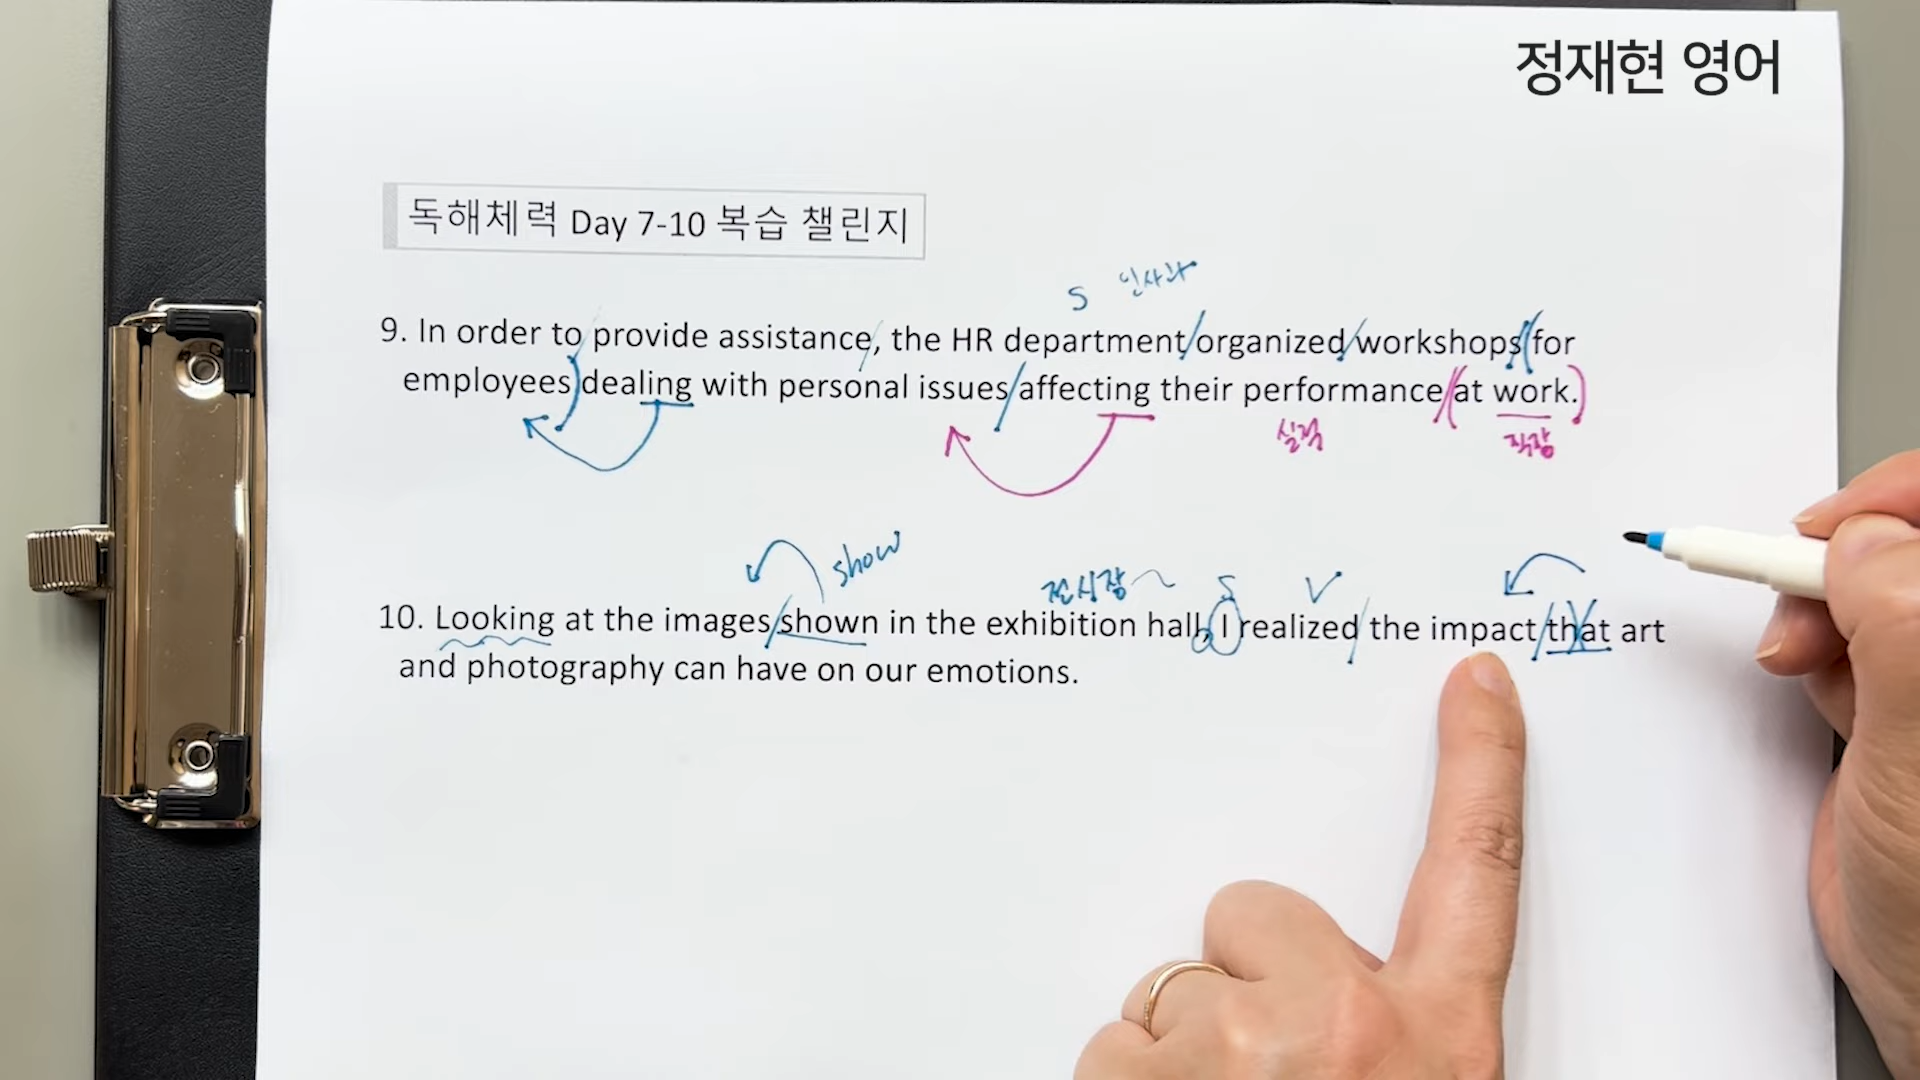 정재현 영어
독해체력 Day 7-10 복습 챌린지
S 인사과
9. In order to provide assistance, the HR department/organized/workshops/(for
employees)dealing with personal issues/affecting their performance/(at work.)
실적 직장
show
전시장~ S V
10. Looking at the images/shown in the exhibition hall, I realized/the impact/that art
and photography can have on our emotions.